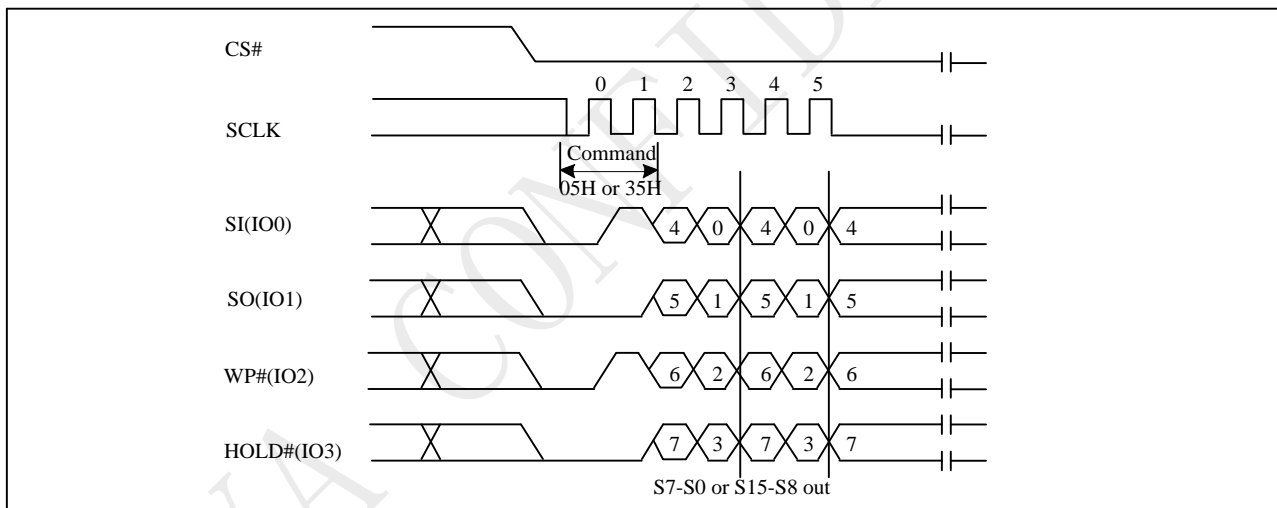 CS#
0 1 2 3 4 5
SCLK
Command
05H or 35H
SI(IO0) 4 0 4 0 4
SO(IO1) 5 1 5 1 5
WP#(IO2) 6 2 6 2 6
HOLD#(IO3) 7 3 7 3 7
S7-S0 or S15-S8 out